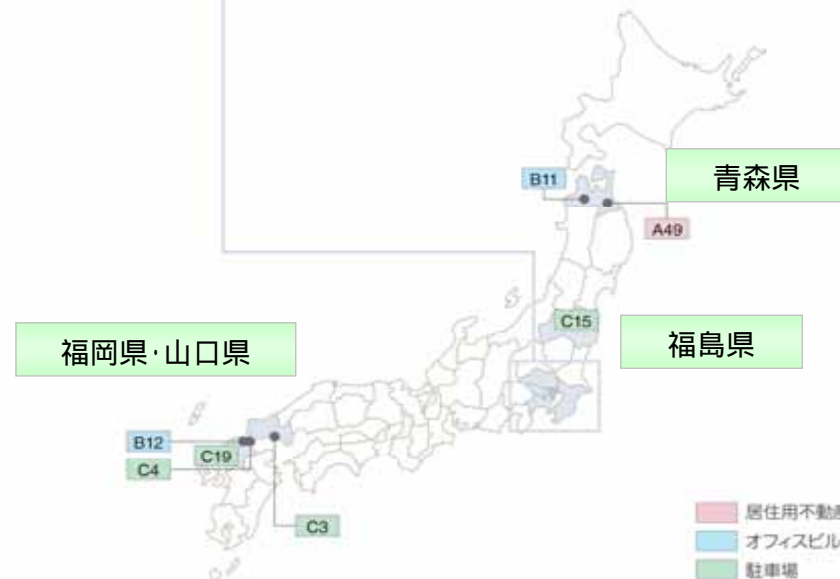 青森県
B11
A49
C15
福岡県・山口県
福島県
B12
C19
C4
C3
居住用不動産
オフィスビル
駐車場